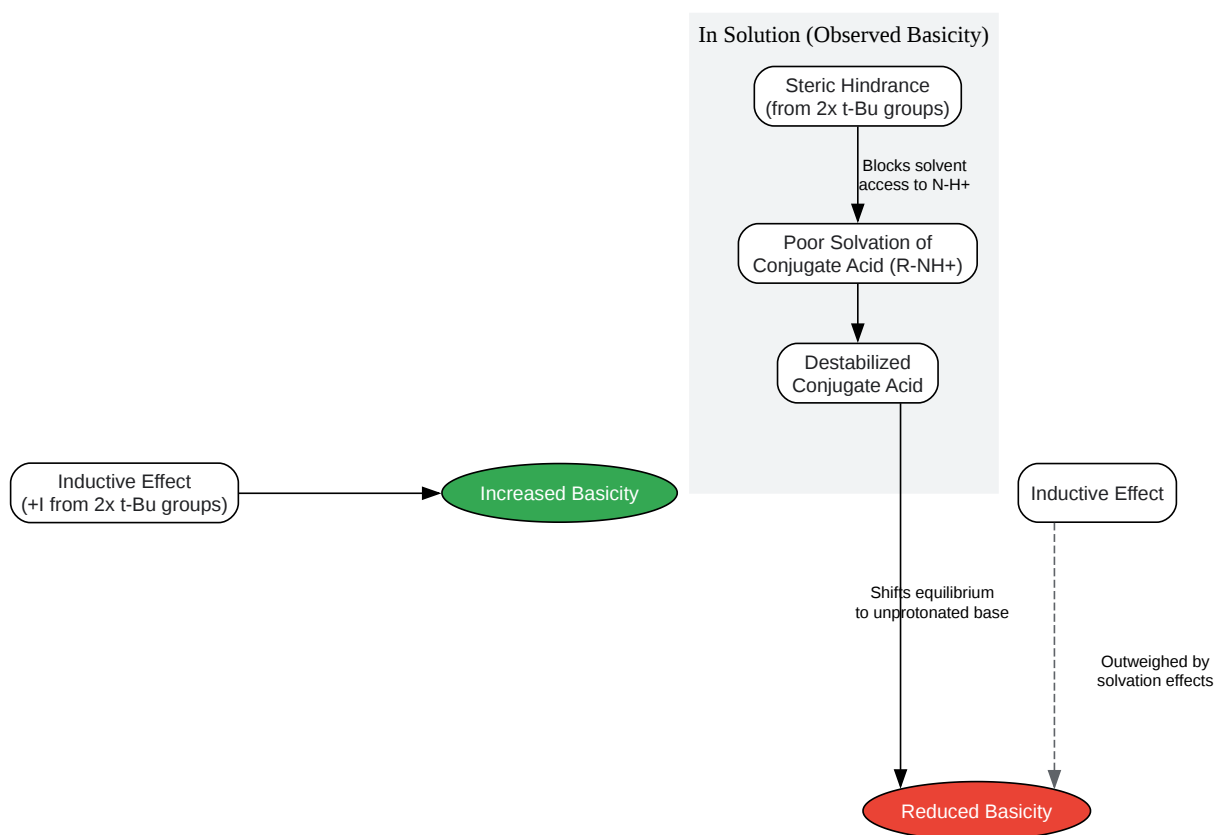 In Solution (Observed Basicity)
Steric Hindrance
(from 2x t-Bu groups)
Blocks solvent
access to N-H+
Poor Solvation of
Conjugate Acid (R-NH+)
Destabilized
Conjugate Acid
Inductive Effect
(+I from 2x t-Bu groups)
Increased Basicity
Inductive Effect
Shifts equilibrium
to unprotonated base
Outweighed by
solvation effects
Reduced Basicity